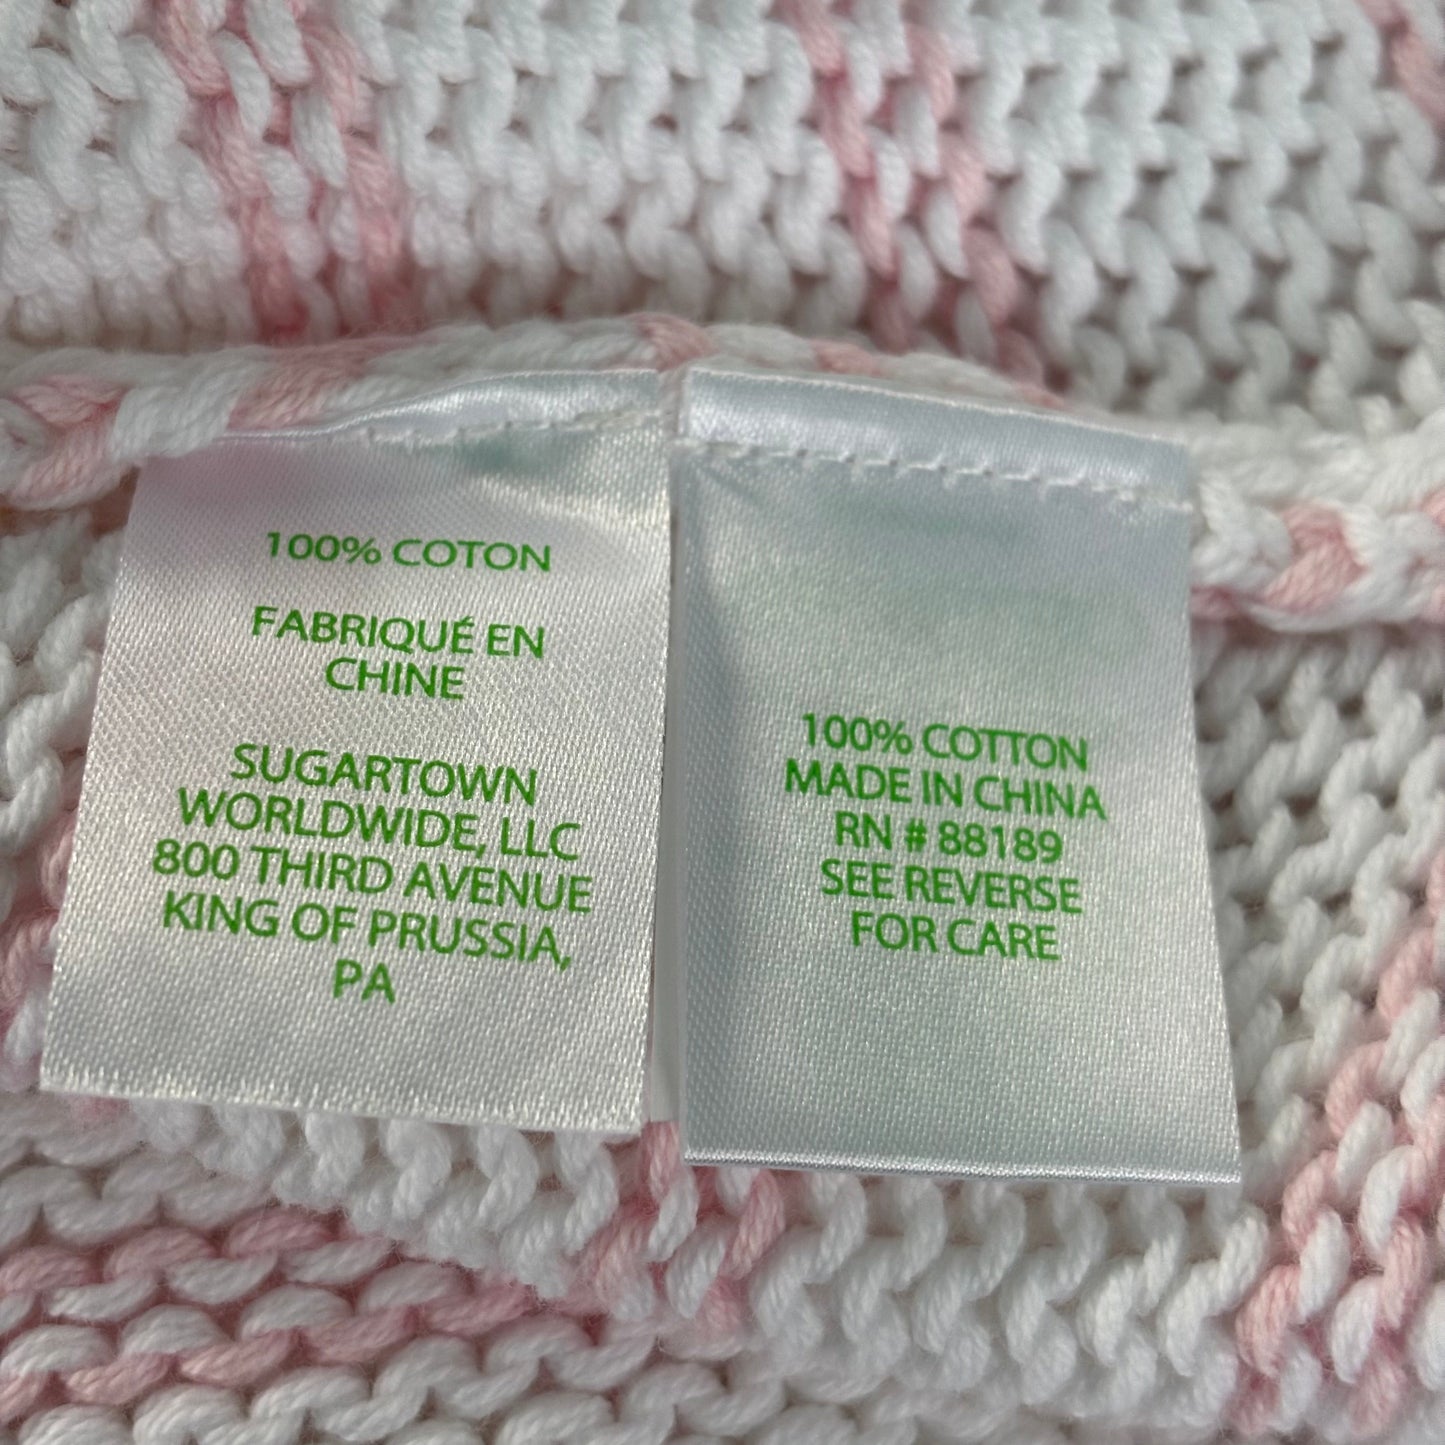 100% COTON
FABRIQUÉ EN
CHINE
SUGARTOWN
WORLDWIDE, LLC
800 THIRD AVENUE
KING OF PRUSSIA,
PA
100% COTTON
MADE IN CHINA
RN # 88189
SEE REVERSE
FOR CARE